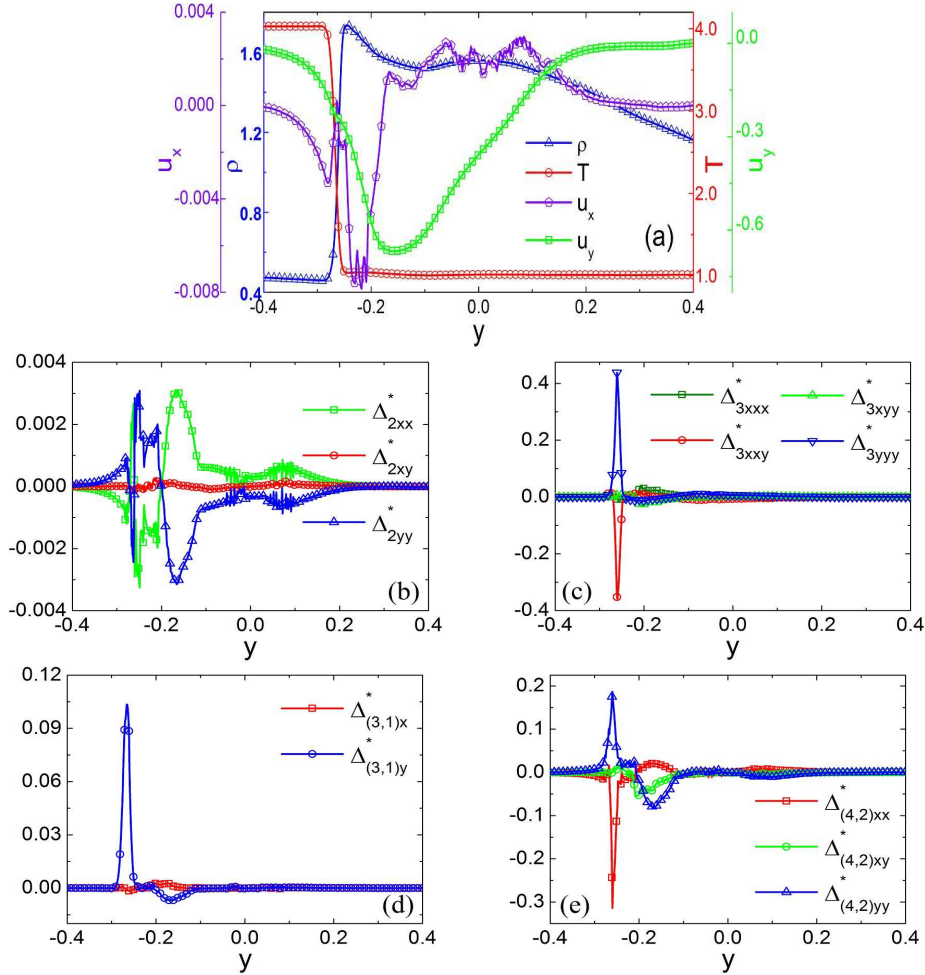 0.004 1.6 (a) 4.0 0.0
0.000 3.0
u_x ρ 1.2 T -0.3 u_y
-0.004 ρ 2.0
0.8 T -0.6
u_x
u_y
-0.008 0.4 1.0
-0.4 -0.2 0.0 0.2 0.4
y
0.004
0.002 Δ*_{2xx}
0.000 Δ*_{2xy}
-0.002 Δ*_{2yy}
-0.004 (b)
-0.4 -0.2 0.0 0.2 0.4
y
0.4 Δ*_{3xxx} Δ*_{3xyy}
0.2 Δ*_{3xxy} Δ*_{3yyy}
0.0
-0.2
-0.4 (c)
-0.4 -0.2 0.0 0.2 0.4
y
0.12
0.09 Δ*_{(3,1)x}
0.06 Δ*_{(3,1)y}
0.03
0.00 (d)
-0.4 -0.2 0.0 0.2 0.4
y
0.2
0.1
0.0
-0.1 Δ*_{(4,2)xx}
-0.2 Δ*_{(4,2)xy}
-0.3 Δ*_{(4,2)yy}
(e)
-0.4 -0.2 0.0 0.2 0.4
y